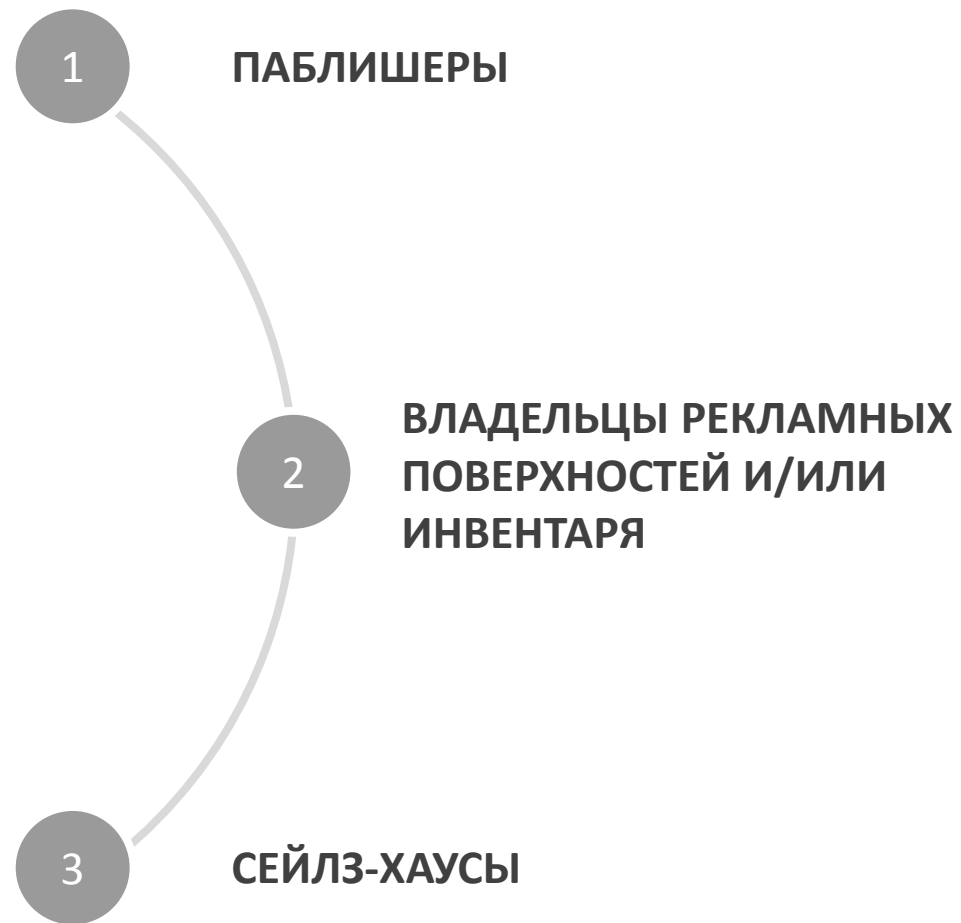 1
ПАБЛИШЕРЫ
2
ВЛАДЕЛЬЦЫ РЕКЛАМНЫХ
ПОВЕРХНОСТЕЙ И/ИЛИ
ИНВЕНТАРЯ
3
СЕЙЛЗ-ХАУСЫ